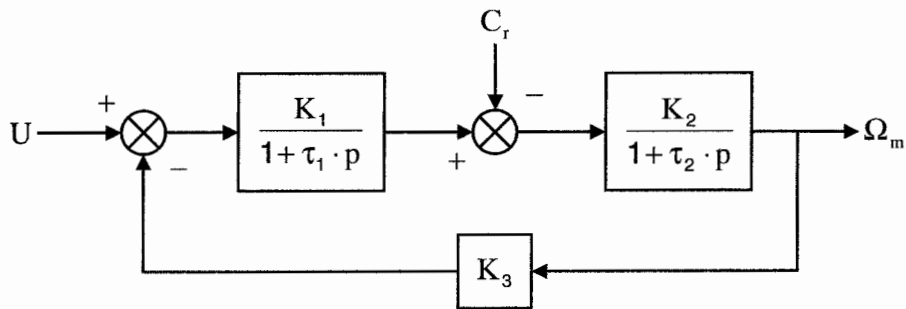 C_r
+
−
U
−
K_1
1 + τ_1 · p
+
K_2
1 + τ_2 · p
Ω_m
K_3